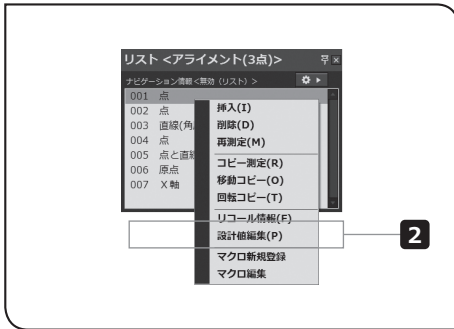 リスト <アライメント(3点)>
ナビゲーション情報<無効 (リスト) >
001 点
002 点
003 直線(角
004 点
005 点と直線
006 原点
007 X軸
挿入(I)
削除(D)
再測定(M)
コピー測定(R)
移動コピー(O)
回転コピー(T)
リコール情報(F)
設計値編集(P)
マクロ新規登録
マクロ編集
2